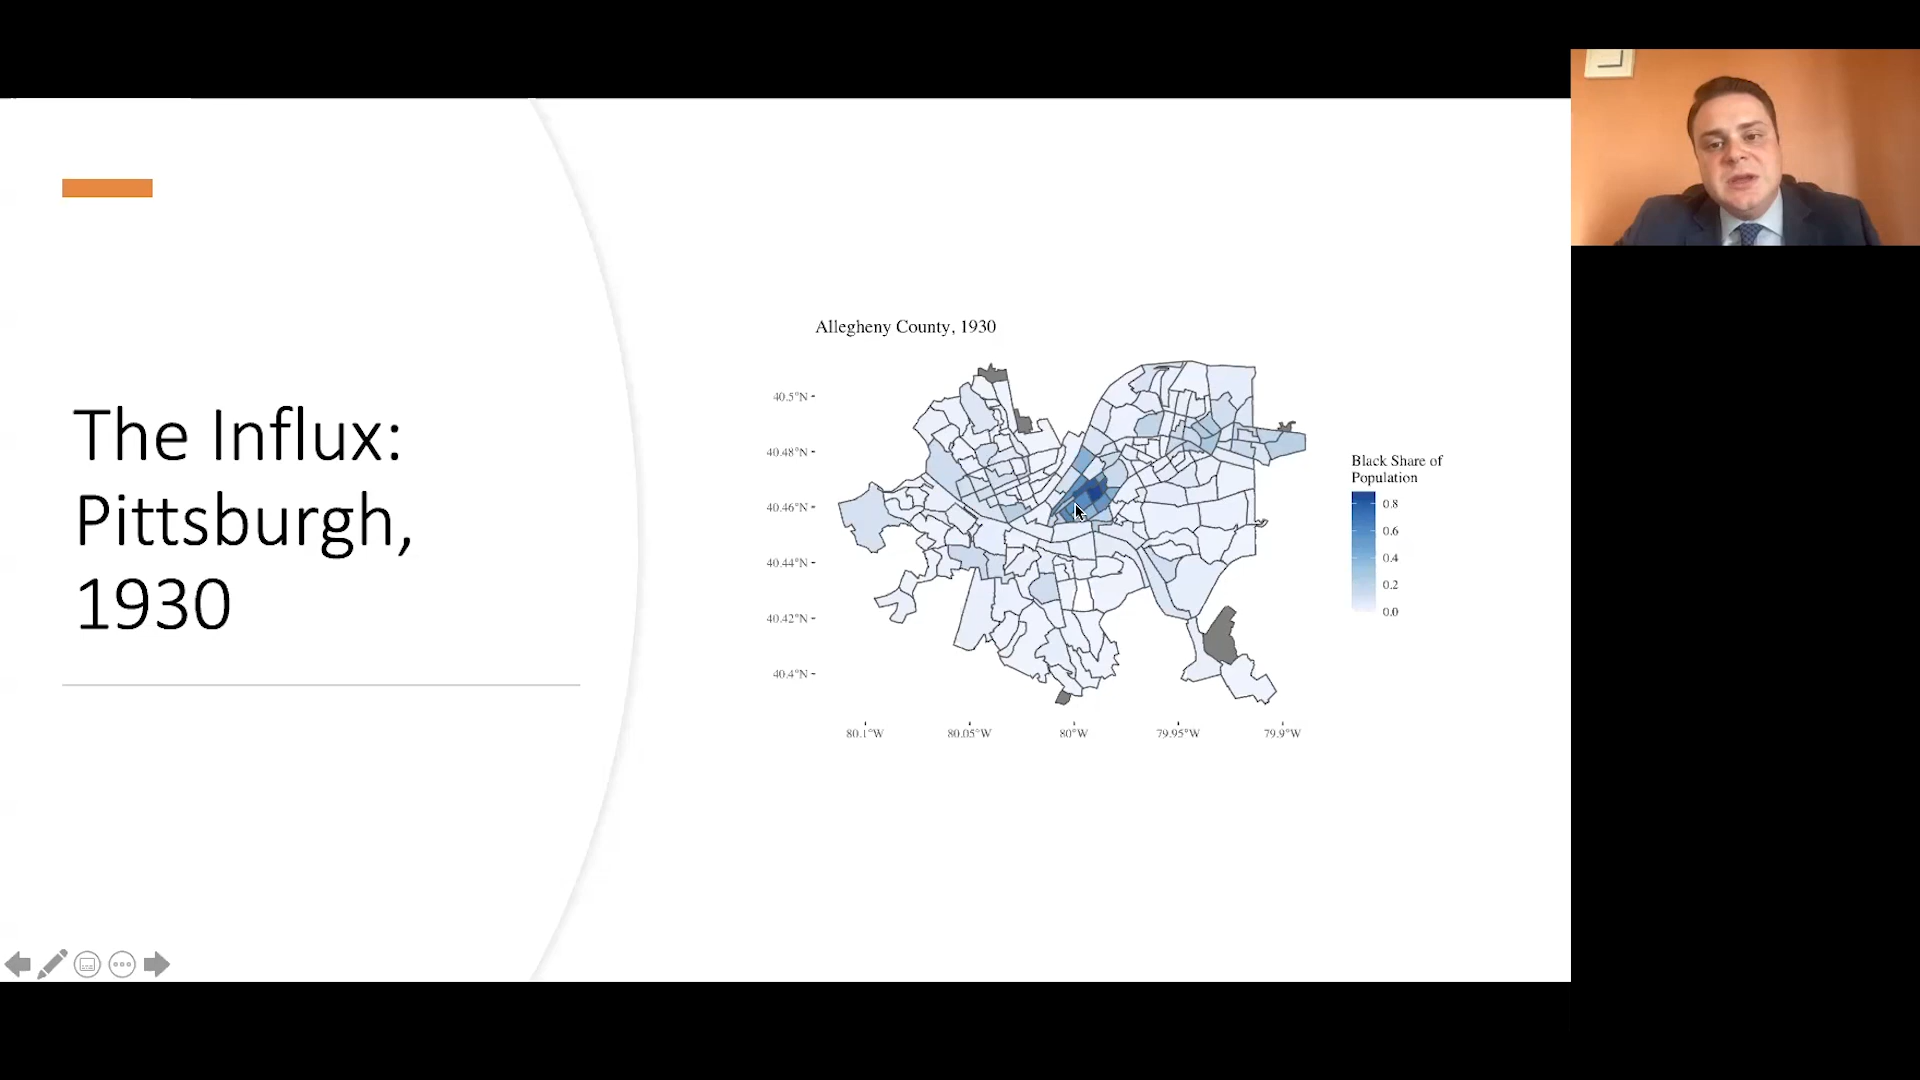 The Influx:
Pittsburgh,
1930
Allegheny County, 1930
40.5°N
40.48°N
40.46°N
40.44°N
40.42°N
40.4°N
80.1°W
80.05°W
80°W
79.95°W
79.9°W
Black Share of
Population
0.8
0.6
0.4
0.2
0.0